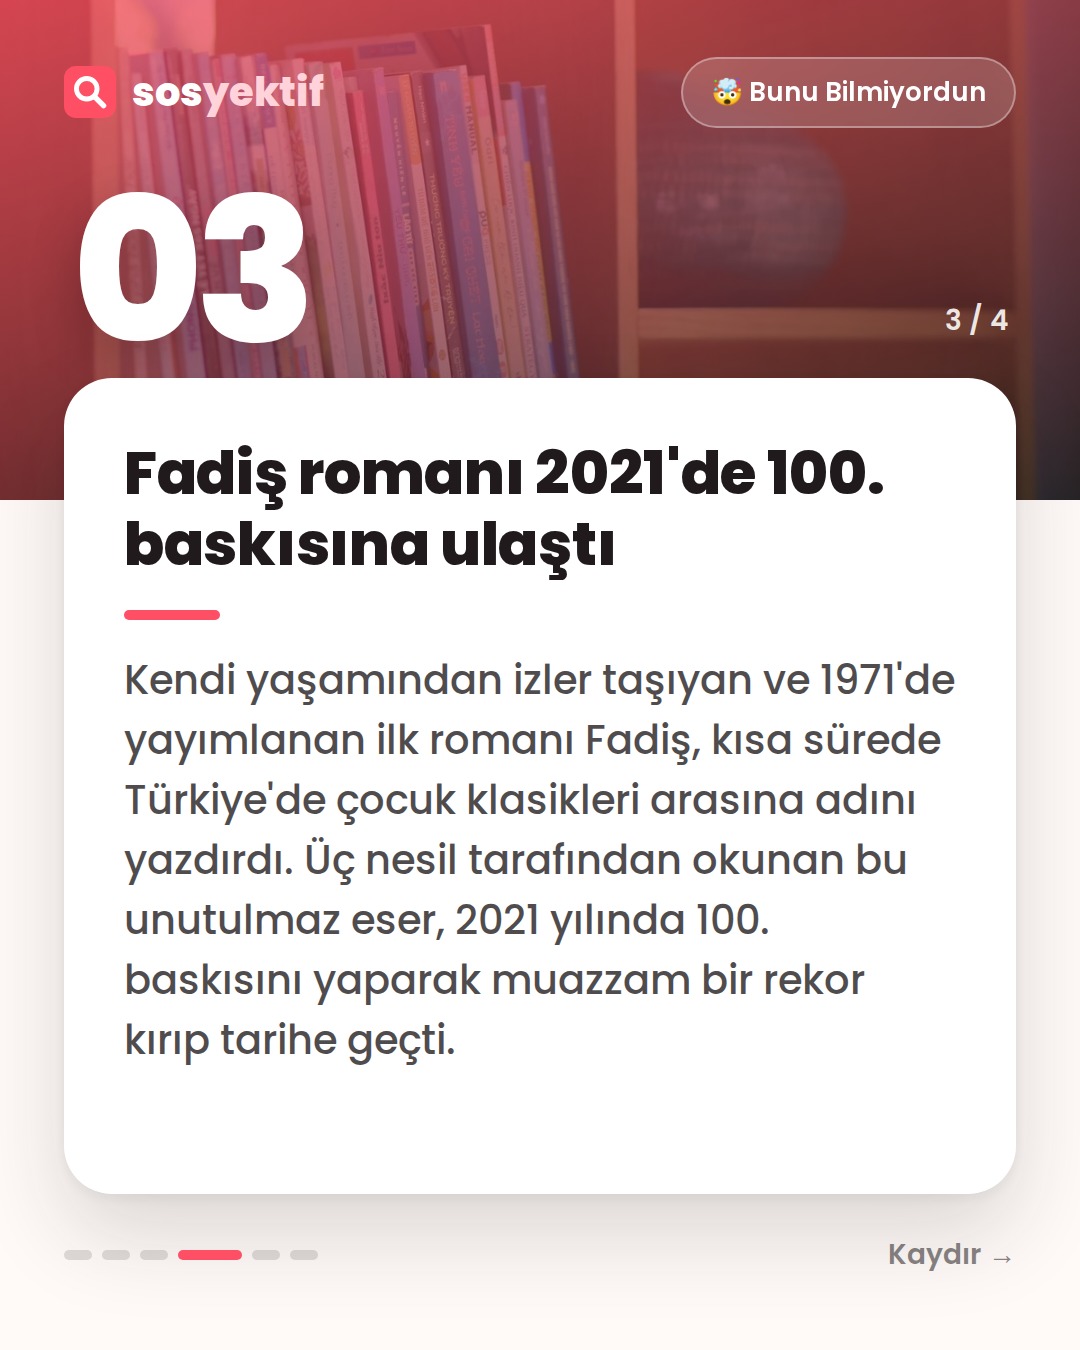 sosyektif
🤯 Bunu Bilmiyordun
03
3 / 4
Fadiş romanı 2021'de 100.
baskısına ulaştı
Kendi yaşamından izler taşıyan ve 1971'de
yayımlanan ilk romanı Fadiş, kısa sürede
Türkiye'de çocuk klasikleri arasına adını
yazdırdı. Üç nesil tarafından okunan bu
unutulmaz eser, 2021 yılında 100.
baskısını yaparak muazzam bir rekor
kırıp tarihe geçti.
Kaydır →